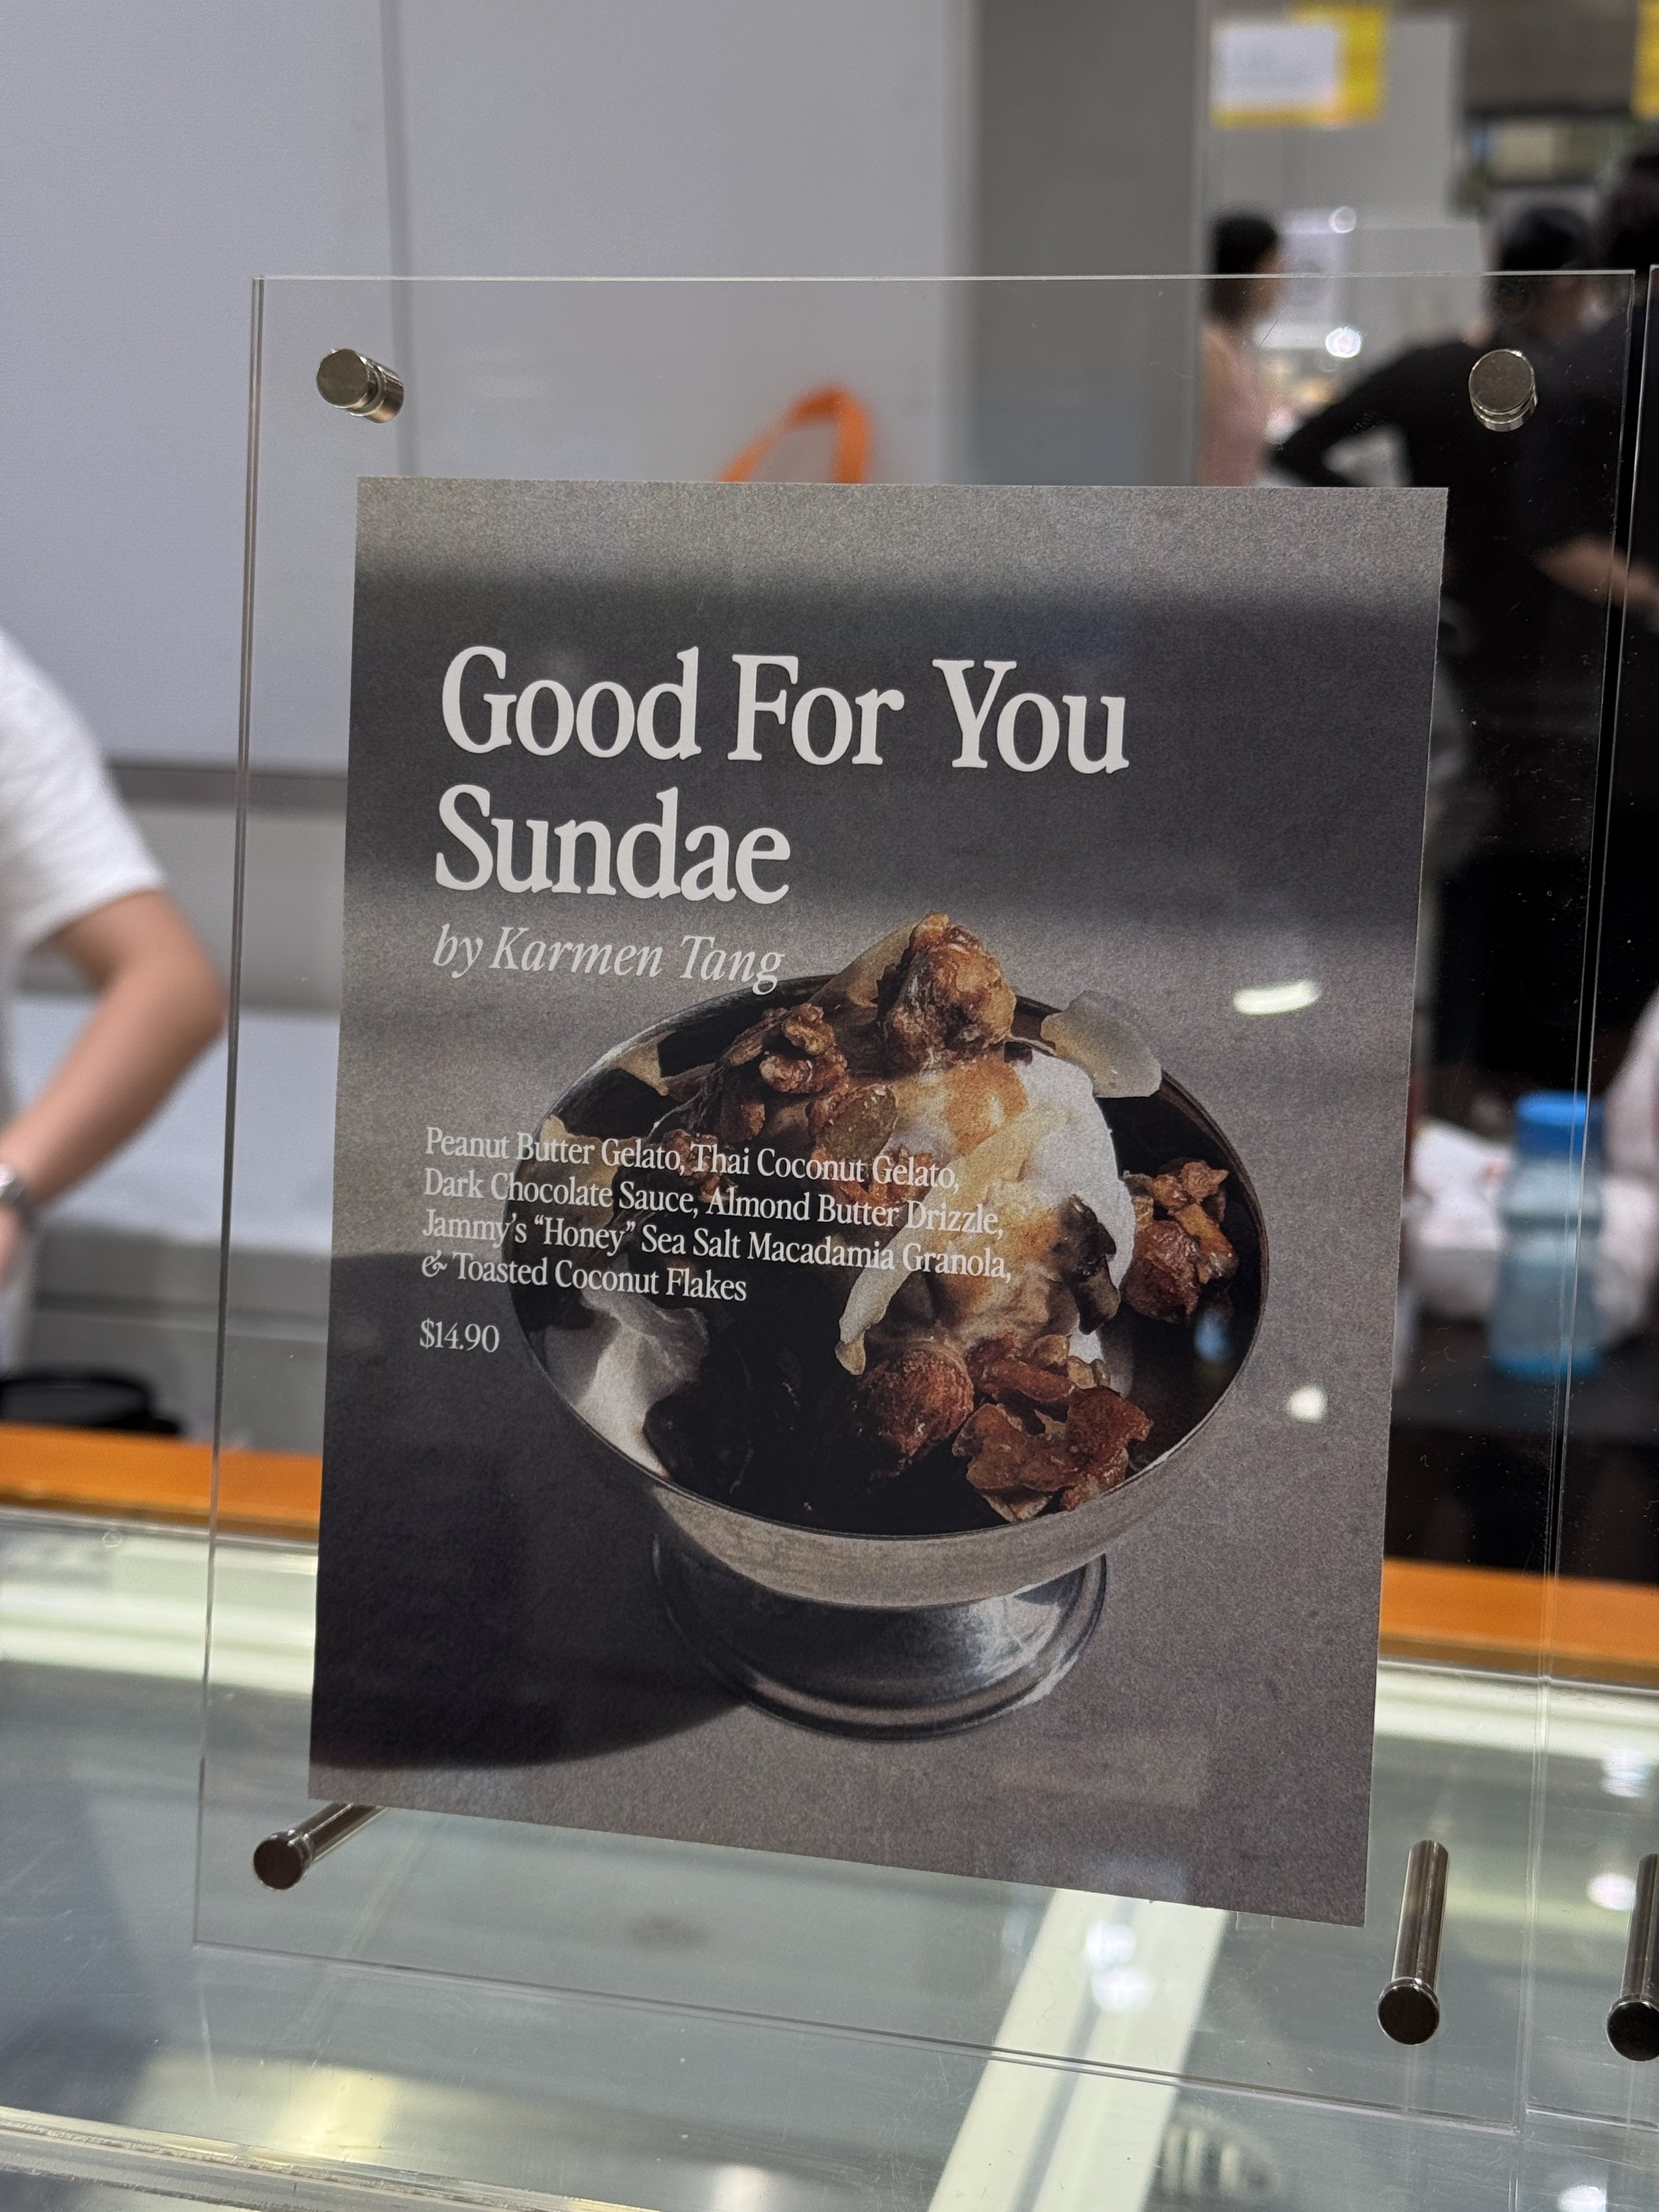 Good For You
Sundae
by Karmen Tang
Peanut Butter Gelato, Thai Coconut Gelato,
Dark Chocolate Sauce, Almond Butter Drizzle,
Jammy’s “Honey” Sea Salt Macadamia Granola,
& Toasted Coconut Flakes
$14.90